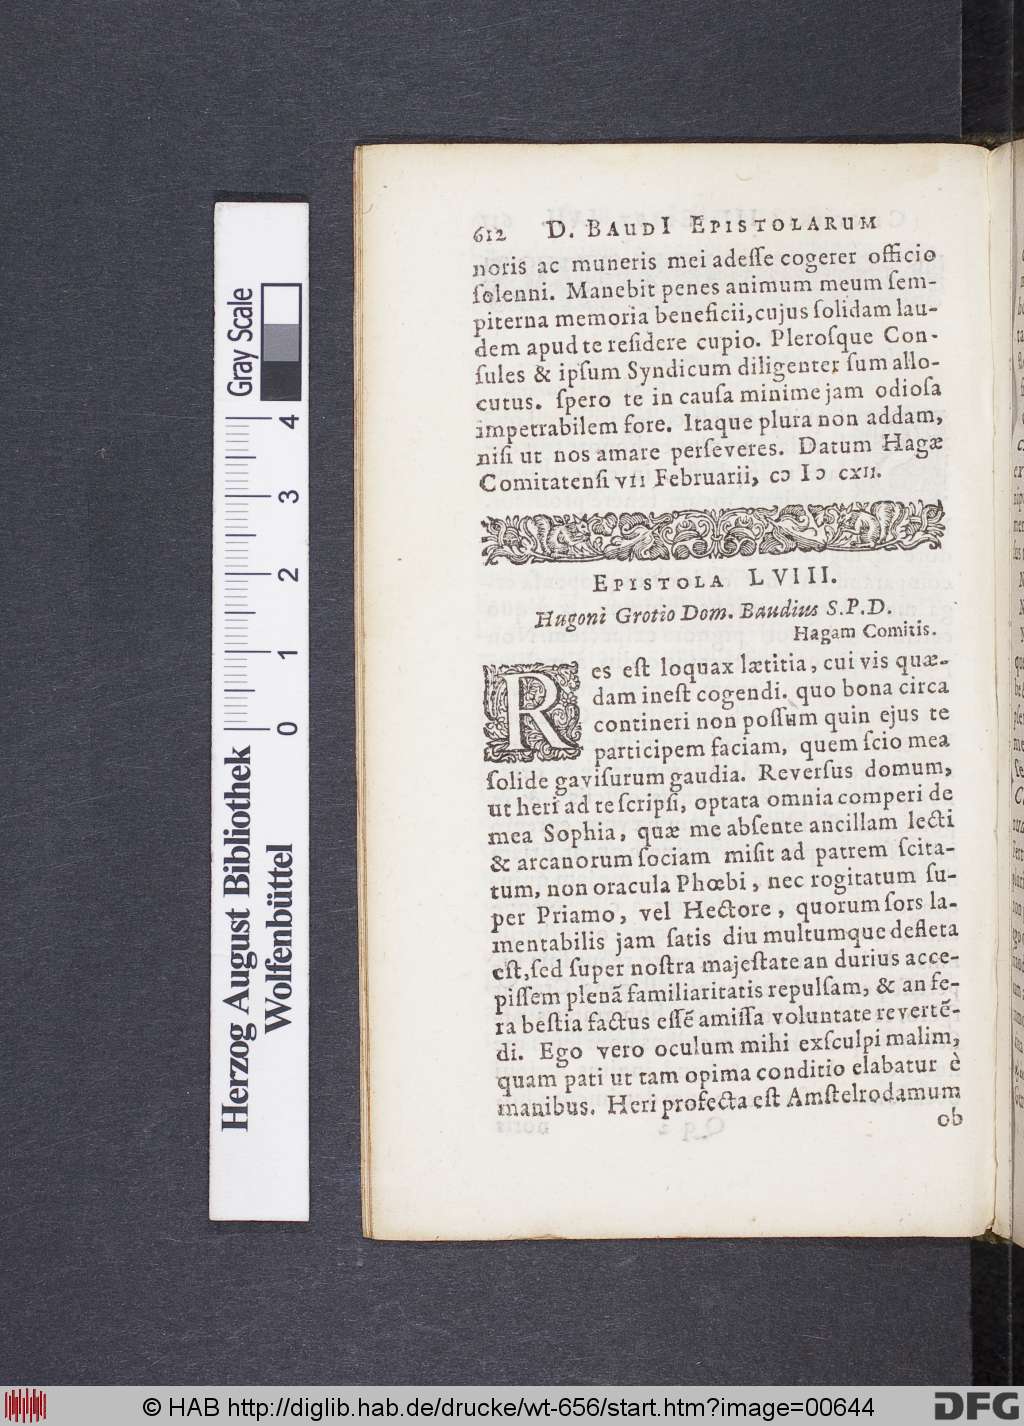 612 D. BAUDI EPISTOLARUM
noris ac muneris mei adeſſe cogerer officio
ſolenni. Manebit penes animum meum ſem-
piterna memoria beneficii, cujus ſolidam lau-
dem apud te reſidere cupio. Pleroſque Con-
ſules & ipſum Syndicum diligenter ſum allo-
cutus. ſpero te in cauſa minime jam odioſa
impetrabilem fore. Itaque plura non addam,
niſi ut nos amare perſeveres. Datum Hagæ
Comitatenſi VII Februarii, cɔ Iɔ CXII.
EPISTOLA LVIII.
Hugoni Grotio Dom. Baudius S.P.D.
Hagam Comitis.
Res eſt loquax lætitia, cui vis quæ-
dam ineſt cogendi. quo bona circa
contineri non poſſum quin ejus te
participem faciam, quem ſcio mea
ſolide gaviſurum gaudia. Reverſus domum,
ut heri ad te ſcripſi, optata omnia comperi de
mea Sophia, quæ me abſente ancillam lecti
& arcanorum ſociam miſit ad patrem ſcita-
tum, non oracula Phœbi, nec rogitatum ſu-
per Priamo, vel Hectore, quorum ſors la-
mentabilis jam ſatis diu multumque defleta
eſt, ſed ſuper noſtra majeſtate an durius acce-
piſſem plenã familiaritatis repulſam, & an fe-
ra beſtia factus eſſẽ amiſſa voluntate revertẽ-
di. Ego vero oculum mihi exſculpi malim,
quam pati ut tam opima conditio elabatur è
manibus. Heri profecta eſt Amſtelrodamum
ob
Gray Scale
4
3
2
1
0
Herzog August Bibliothek
Wolfenbüttel
© HAB http://diglib.hab.de/drucke/wt-656/start.htm?image=00644
DFG